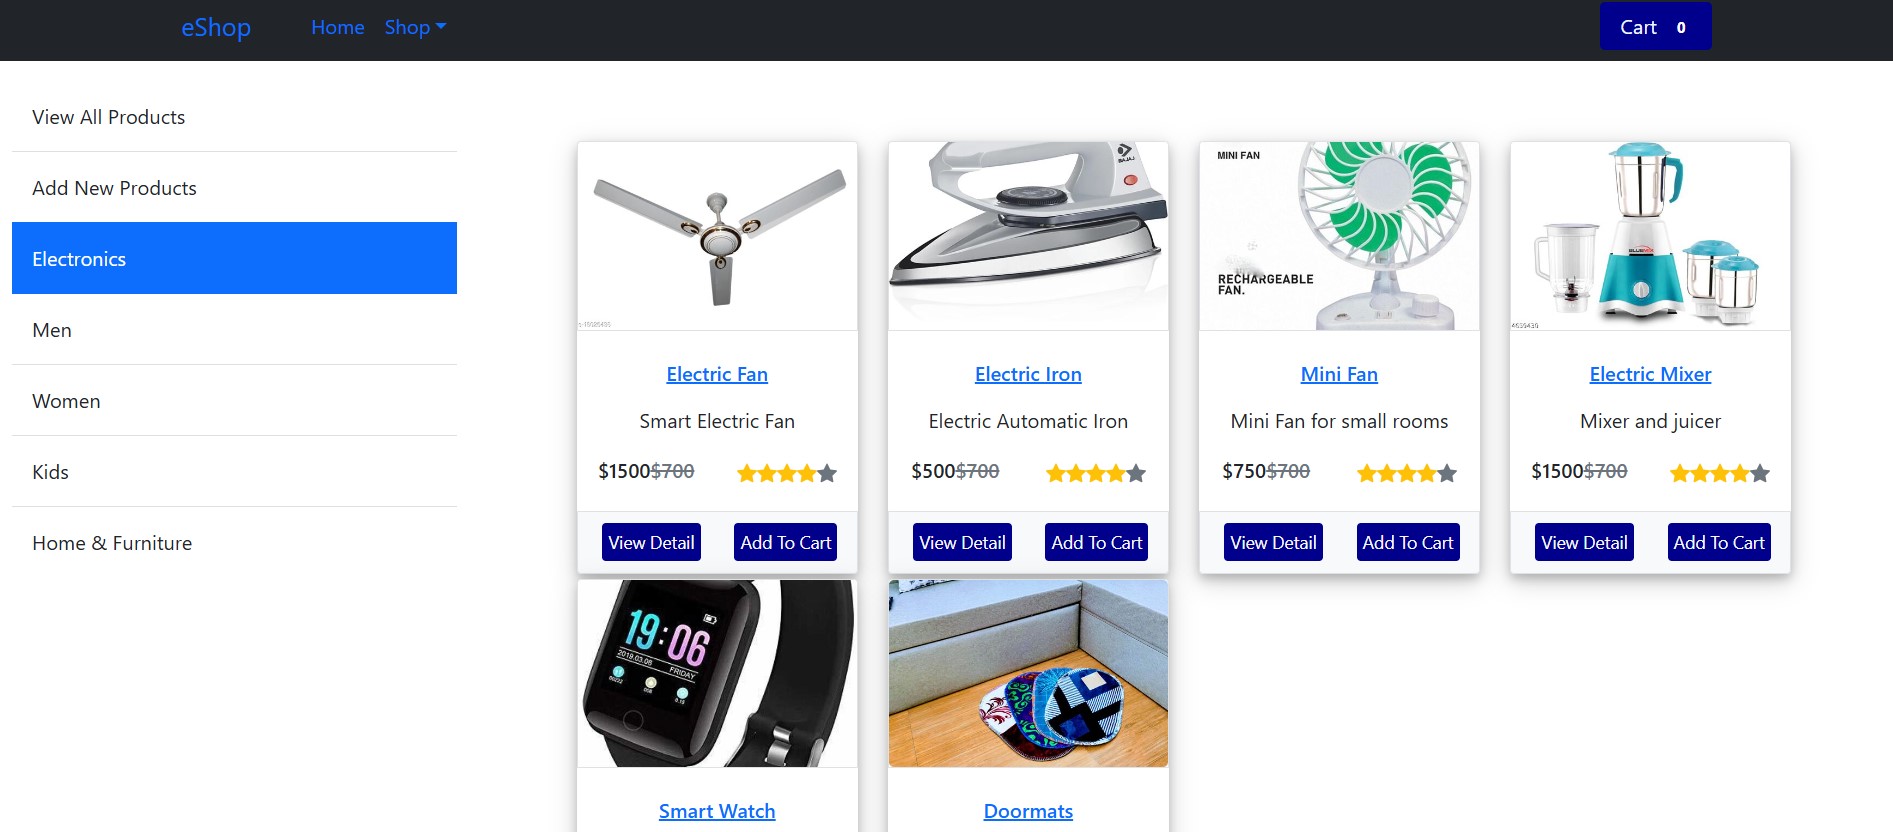 eShop Home Shop Cart 0
View All Products
Add New Products
Electronics
Men
Women
Kids
Home & Furniture
BAJAJ
MINI FAN
RECHARGEABLE
FAN.
BLUEMIX
Electric Fan
Smart Electric Fan
$1500$700
View Detail Add To Cart
Electric Iron
Electric Automatic Iron
$500$700
View Detail Add To Cart
Mini Fan
Mini Fan for small rooms
$750$700
View Detail Add To Cart
Electric Mixer
Mixer and juicer
$1500$700
View Detail Add To Cart
19:06
2019.03.06 FRIDAY
Smart Watch
Doormats